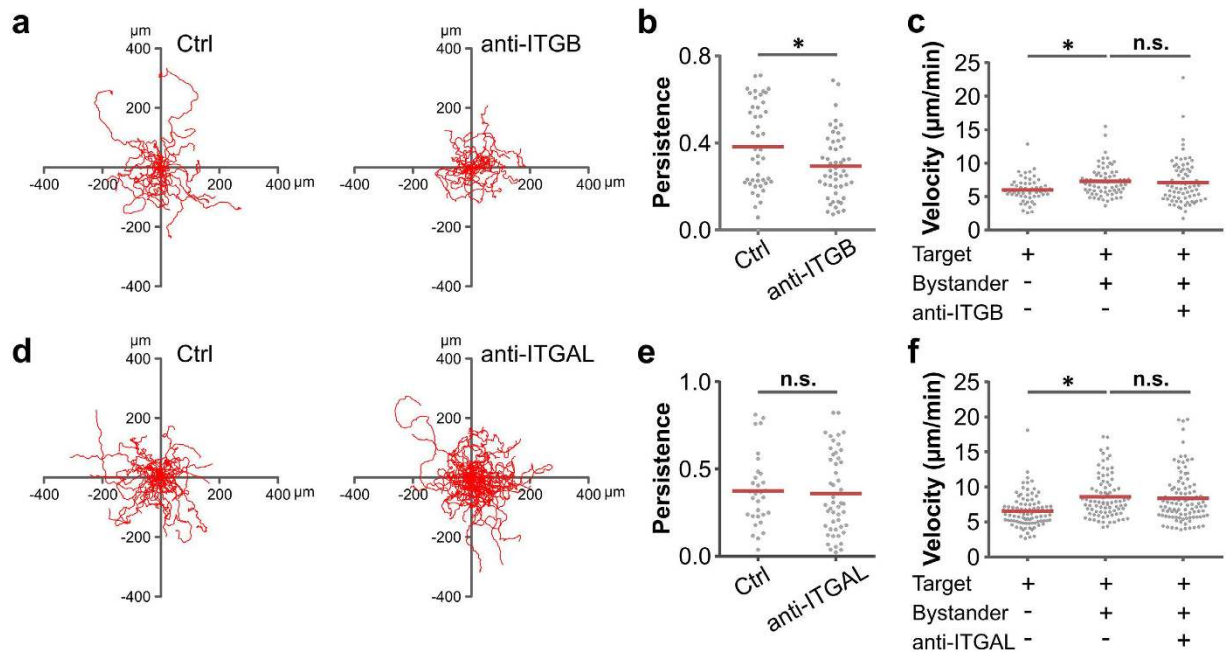 a
Ctrl
anti-ITGB
µm
400
200
-400
-200
200
400 µm
-200
-400
µm
400
200
-400
-200
200
400 µm
-200
-400
b
*
Persistence
0.8
0.4
0.0
Ctrl
anti-ITGB
c
*
n.s.
Velocity (µm/min)
25
20
15
10
5
0
Target + + +
Bystander - + +
anti-ITGB - - +
d
Ctrl
anti-ITGAL
µm
400
200
-400
-200
200
400 µm
-200
-400
µm
400
200
-400
-200
200
400 µm
-200
-400
e
n.s.
Persistence
1.0
0.5
0.0
Ctrl
anti-ITGAL
f
*
n.s.
Velocity (µm/min)
25
20
15
10
5
0
Target + + +
Bystander - + +
anti-ITGAL - - +